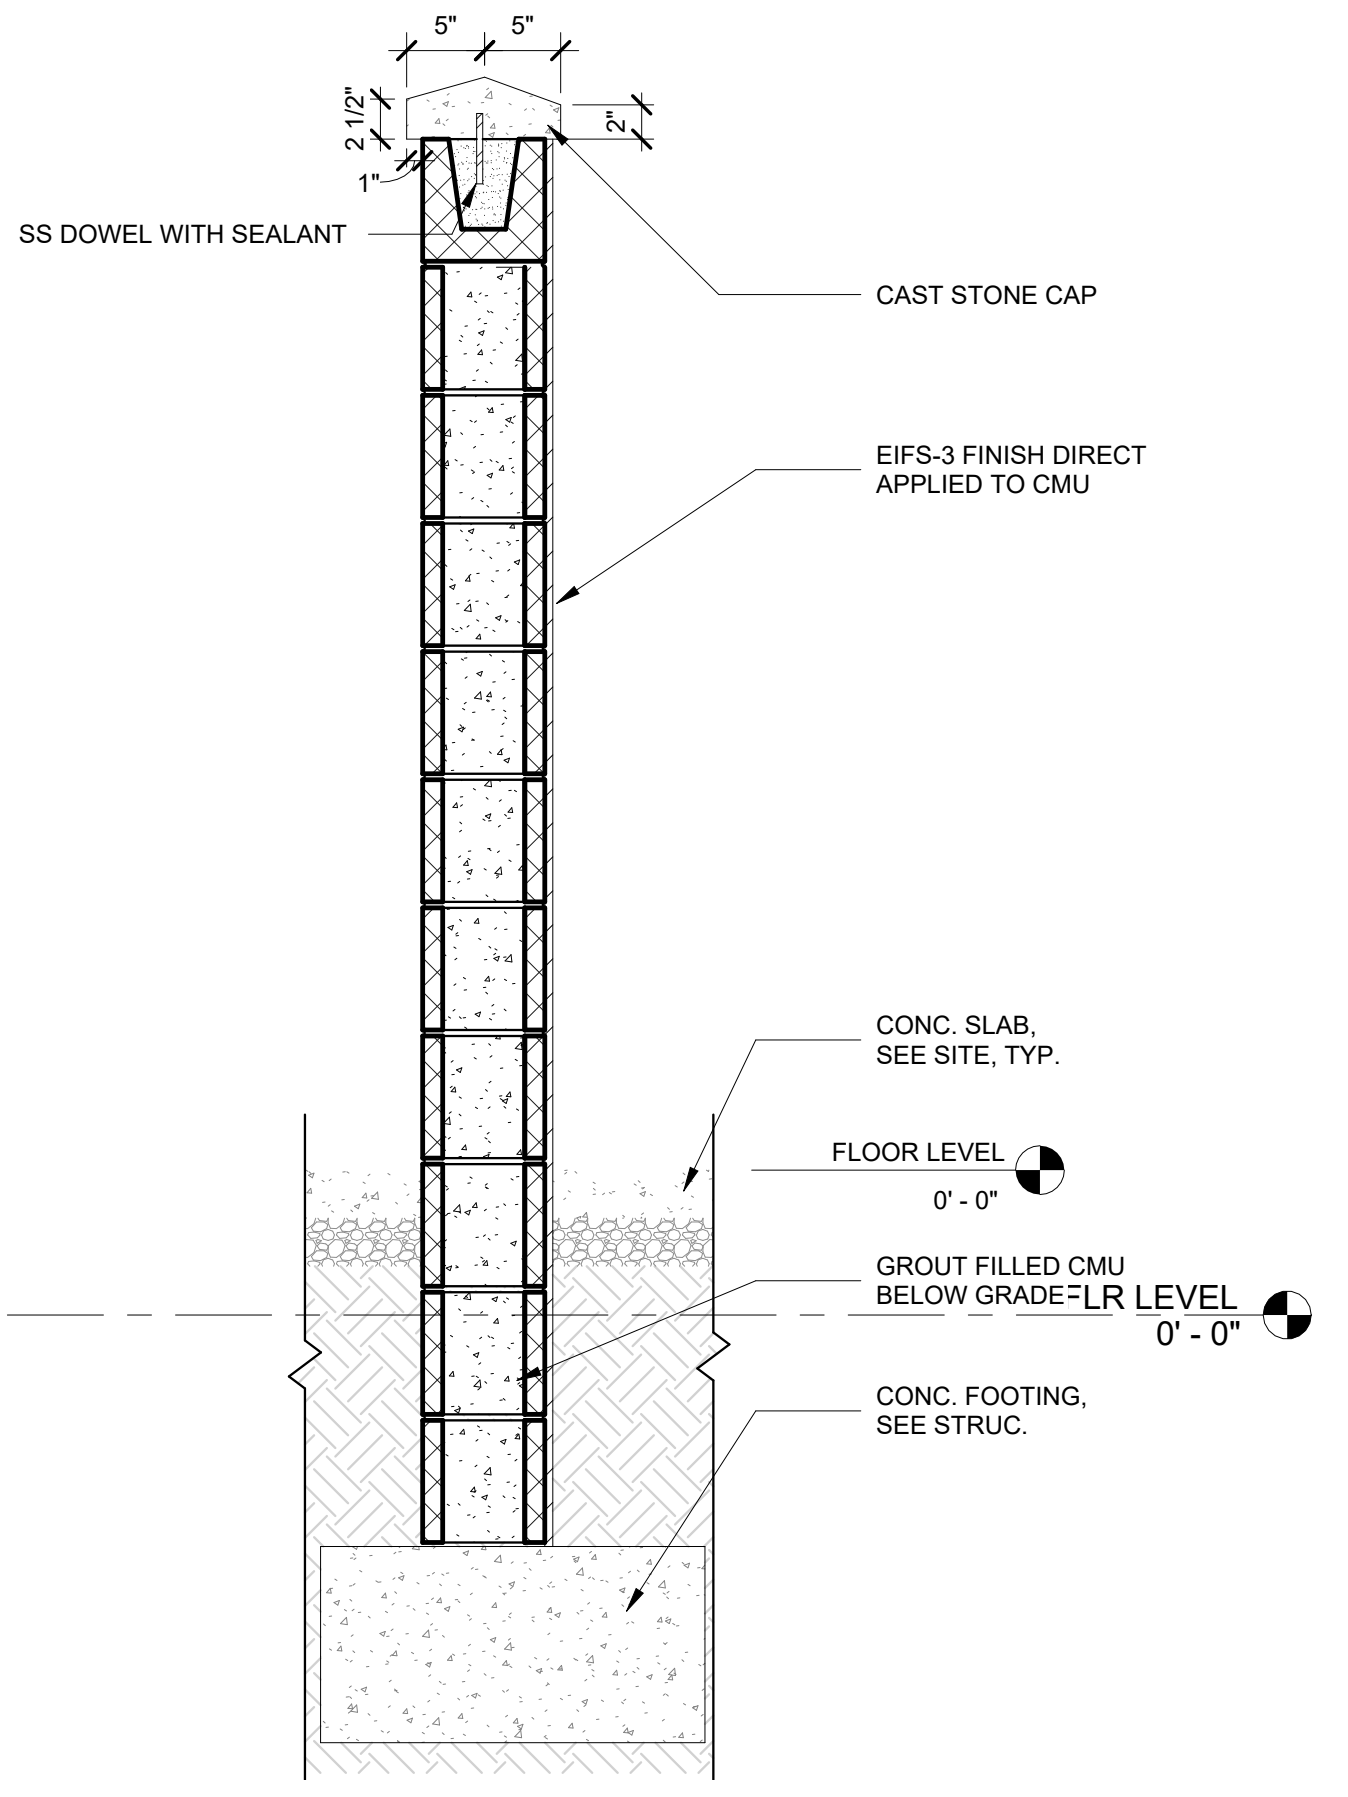 5" 5"
2 1/2"
2"
1"
SS DOWEL WITH SEALANT
CAST STONE CAP
EIFS-3 FINISH DIRECT
APPLIED TO CMU
CONC. SLAB,
SEE SITE, TYP.
FLOOR LEVEL
0' - 0"
GROUT FILLED CMU
BELOW GRADE
FLR LEVEL
0' - 0"
CONC. FOOTING,
SEE STRUC.